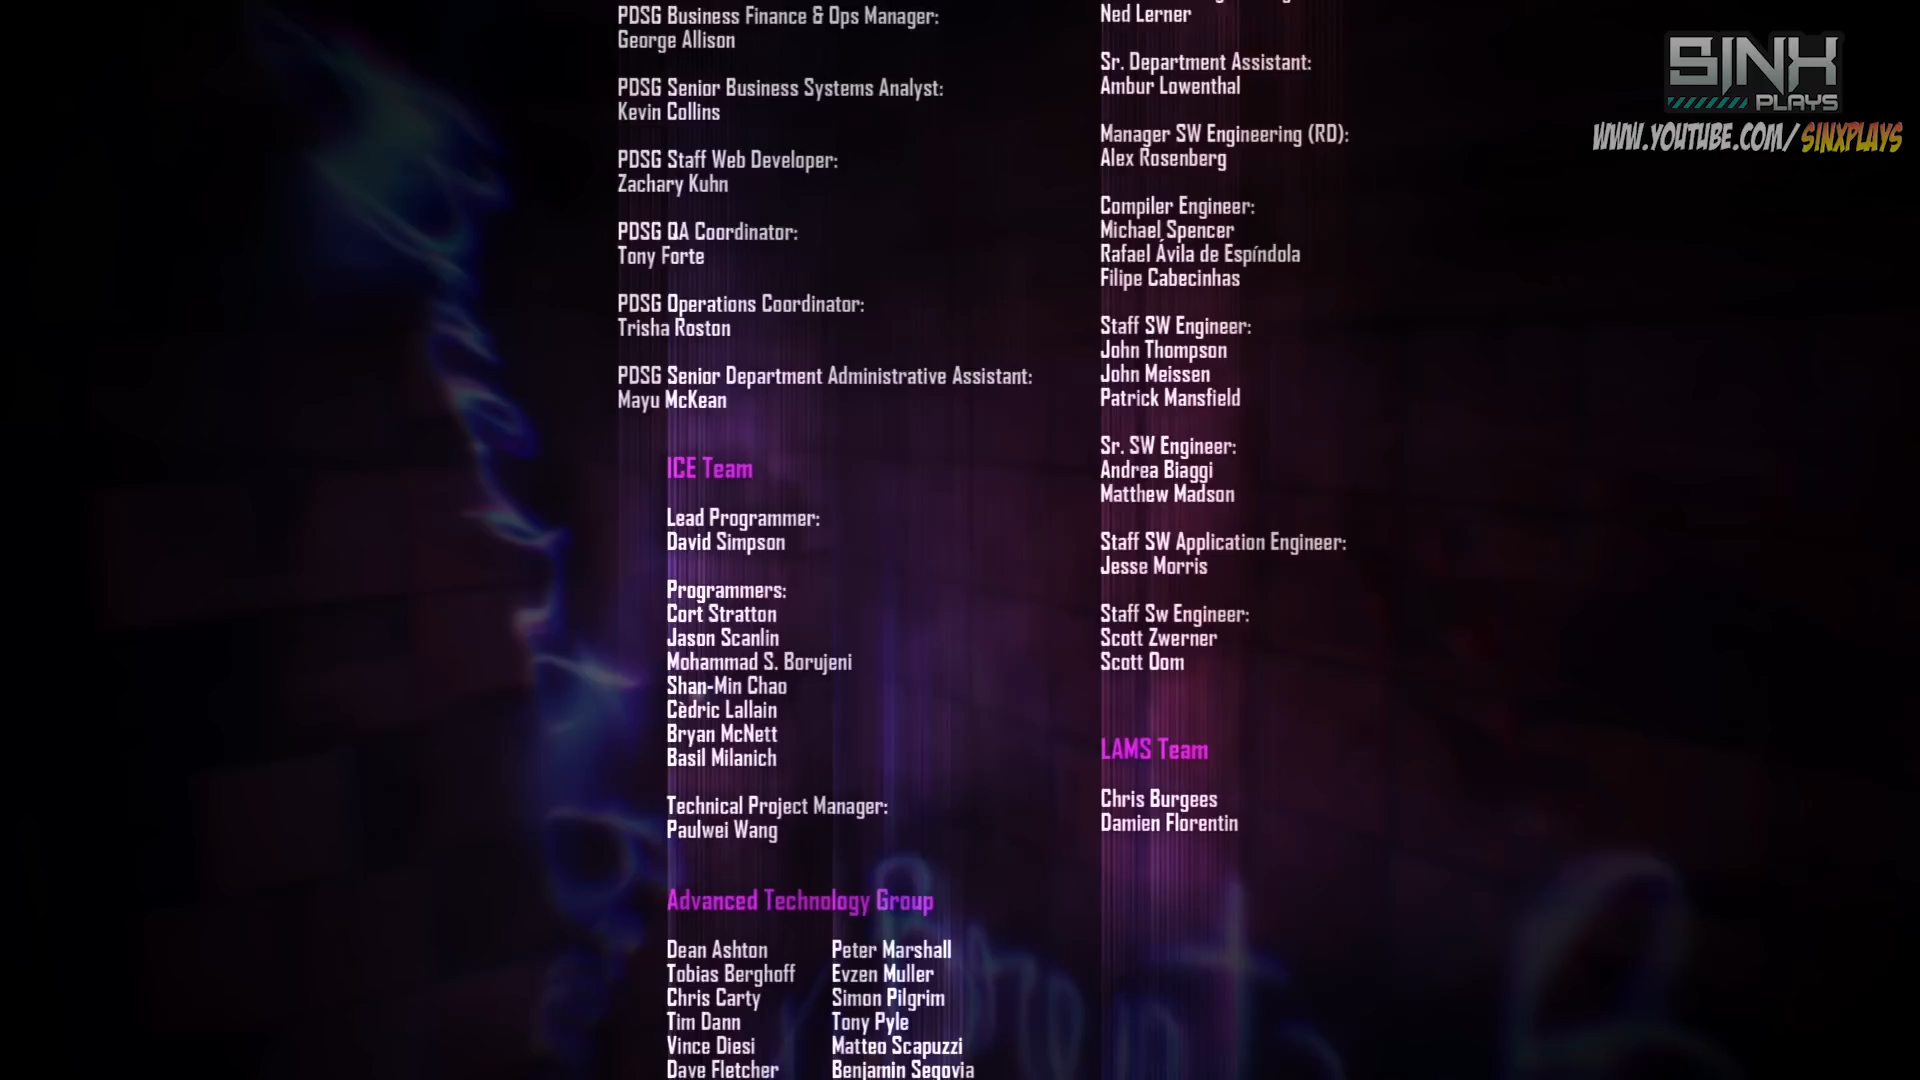 PDSG Business Finance & Ops Manager:
George Allison
PDSG Senior Business Systems Analyst:
Kevin Collins
PDSG Staff Web Developer:
Zachary Kuhn
PDSG QA Coordinator:
Tony Forte
PDSG Operations Coordinator:
Trisha Roston
PDSG Senior Department Administrative Assistant:
Mayu McKean
ICE Team
Lead Programmer:
David Simpson
Programmers:
Cort Stratton
Jason Scanlin
Mohammad S. Borujeni
Shan-Min Chao
Cèdric Lallain
Bryan McNett
Basil Milanich
Technical Project Manager:
Paulwei Wang
Advanced Technology Group
Dean Ashton
Tobias Berghoff
Chris Carty
Tim Dann
Vince Diesi
Dave Fletcher
Peter Marshall
Evzen Muller
Simon Pilgrim
Tony Pyle
Matteo Scapuzzi
Benjamin Segovia
Ned Lerner
Sr. Department Assistant:
Ambur Lowenthal
Manager SW Engineering (RD):
Alex Rosenberg
Compiler Engineer:
Michael Spencer
Rafael Ávila de Espíndola
Filipe Cabecinhas
Staff SW Engineer:
John Thompson
John Meissen
Patrick Mansfield
Sr. SW Engineer:
Andrea Biaggi
Matthew Madson
Staff SW Application Engineer:
Jesse Morris
Staff Sw Engineer:
Scott Zwerner
Scott Oom
LAMS Team
Chris Burgees
Damien Florentin
SINX
PLAYS
WWW.YOUTUBE.COM/SINXPLAYS